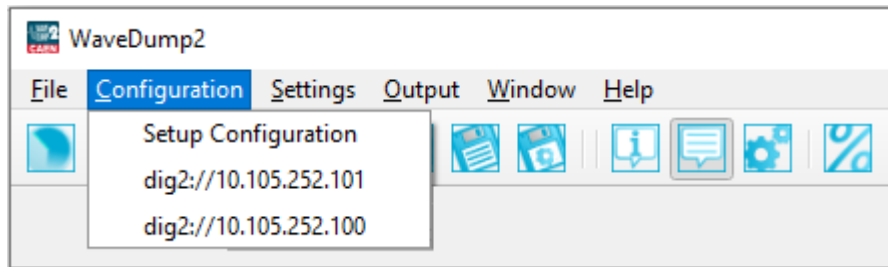 WaveDump2
File Configuration Settings Output Window Help
Setup Configuration
dig2://10.105.252.101
dig2://10.105.252.100